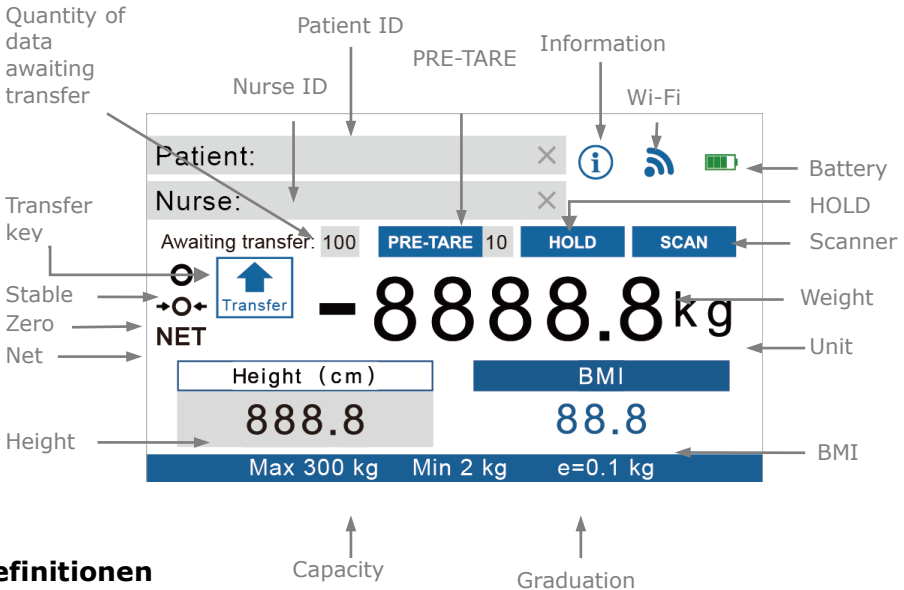 Quantity of
data
awaiting
transfer
Patient ID
Nurse ID
PRE-TARE
Information
Wi-Fi
Patient: ×
Battery
Nurse: ×
HOLD
Transfer
key
Awaiting transfer: 100 PRE-TARE 10 HOLD SCAN
Scanner
Stable
Transfer
-8888.8 kg
Weight
Zero
NET
Net
Unit
Height (cm)
BMI
888.8
88.8
Height
BMI
Max 300 kg Min 2 kg e=0.1 kg
Capacity
Graduation
efinitionen